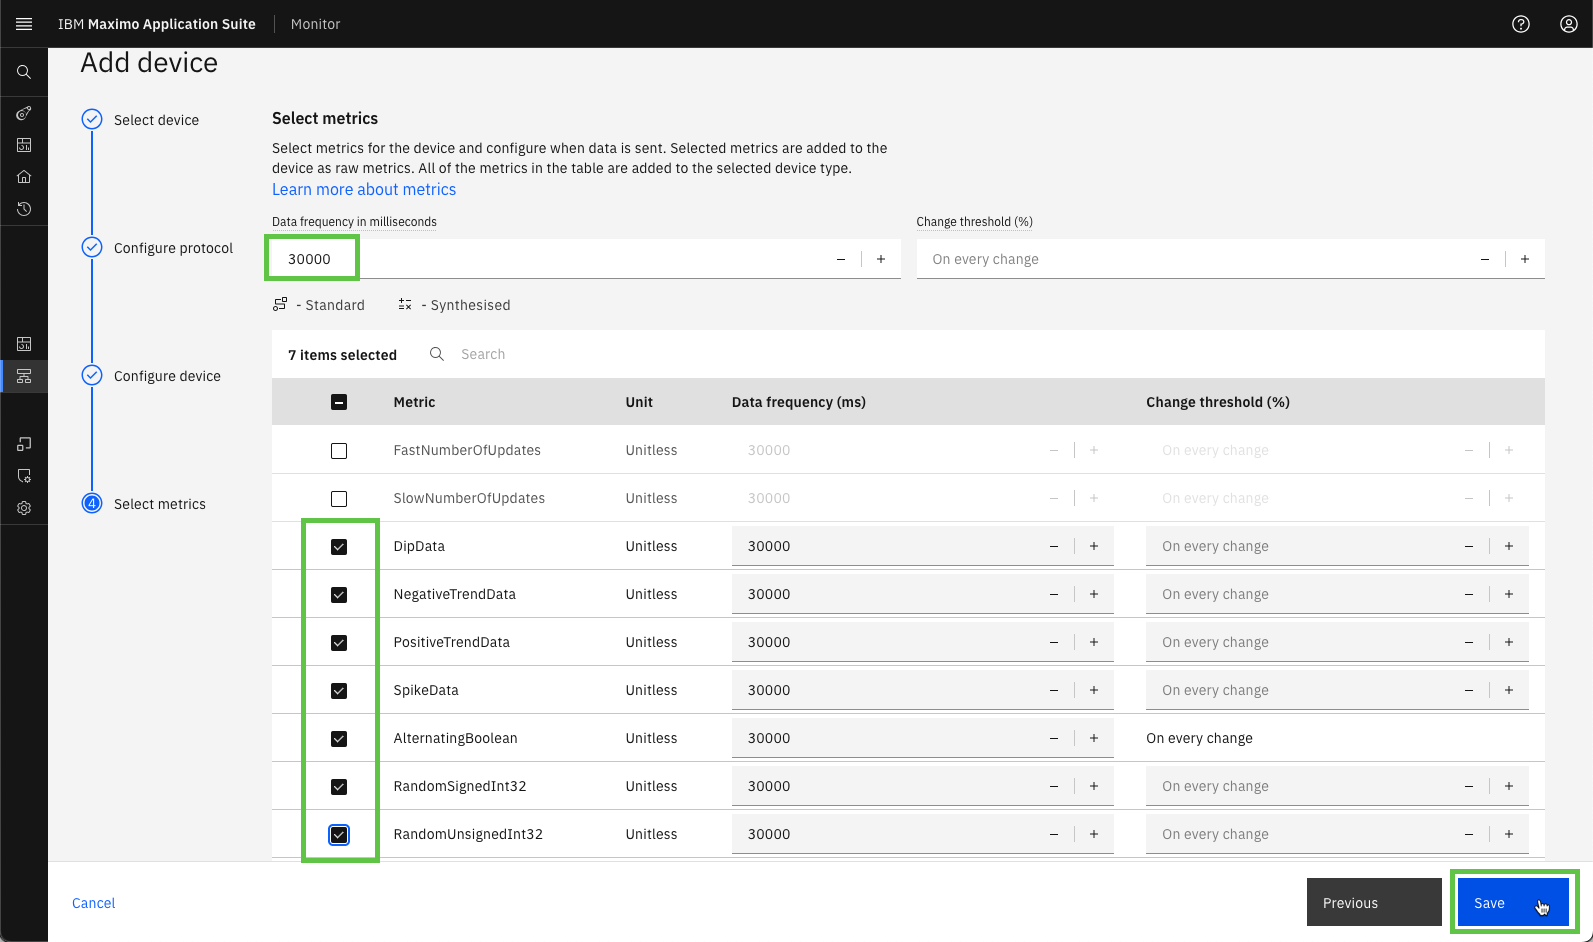 IBM Maximo Application Suite Monitor
Add device
Select device
Configure protocol
Configure device
4 Select metrics
Select metrics
Select metrics for the device and configure when data is sent. Selected metrics are added to the
device as raw metrics. All of the metrics in the table are added to the selected device type.
Learn more about metrics
Data frequency in milliseconds Change threshold (%)
30000 On every change
- Standard - Synthesised
7 items selected Search
Metric Unit Data frequency (ms) Change threshold (%)
FastNumberOfUpdates Unitless 30000 On every change
SlowNumberOfUpdates Unitless 30000 On every change
DipData Unitless 30000 On every change
NegativeTrendData Unitless 30000 On every change
PositiveTrendData Unitless 30000 On every change
SpikeData Unitless 30000 On every change
AlternatingBoolean Unitless 30000 On every change
RandomSignedInt32 Unitless 30000 On every change
RandomUnsignedInt32 Unitless 30000 On every change
Cancel Previous Save